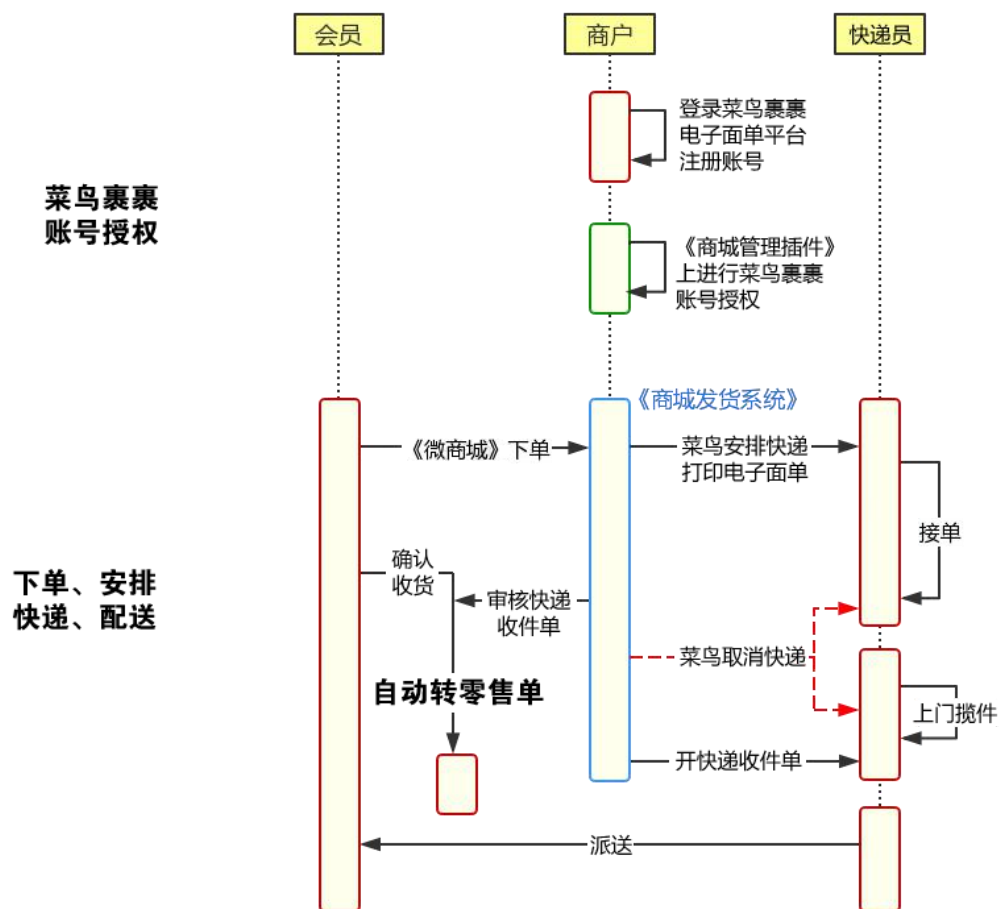 会员
商户
快递员
登录菜鸟裹裹
电子面单平台
注册账号
菜鸟裹裹
账号授权
《商城管理插件》
上进行菜鸟裹裹
账号授权
《商城发货系统》
《微商城》下单
菜鸟安排快递
打印电子面单
接单
确认
收货
下单、安排
快递、配送
审核快递
收件单
菜鸟取消快递
自动转零售单
上门揽件
开快递收件单
派送